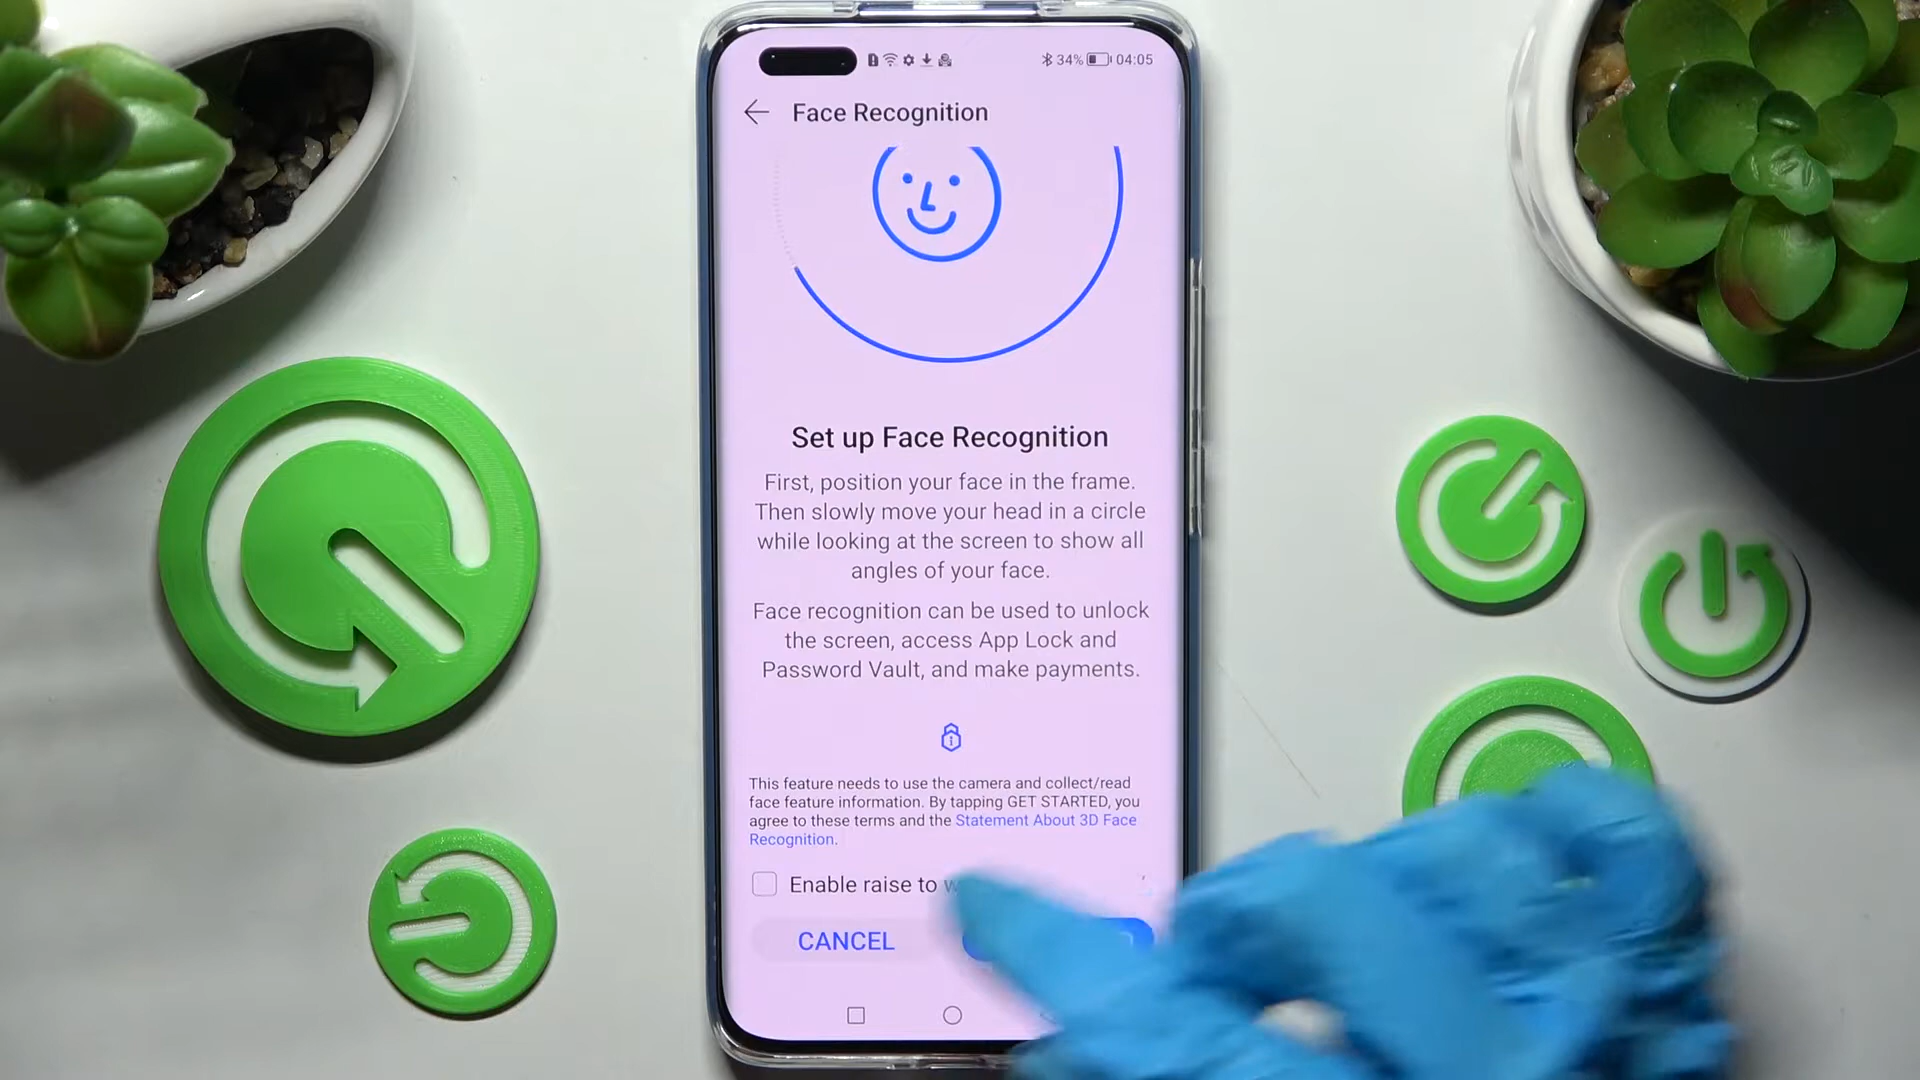 34% 04:05
Face Recognition
Set up Face Recognition
First, position your face in the frame.
Then slowly move your head in a circle
while looking at the screen to show all
angles of your face.
Face recognition can be used to unlock
the screen, access App Lock and
Password Vault, and make payments.
This feature needs to use the camera and collect/read
face feature information. By tapping GET STARTED, you
agree to these terms and the Statement About 3D Face
Recognition.
Enable raise to
CANCEL